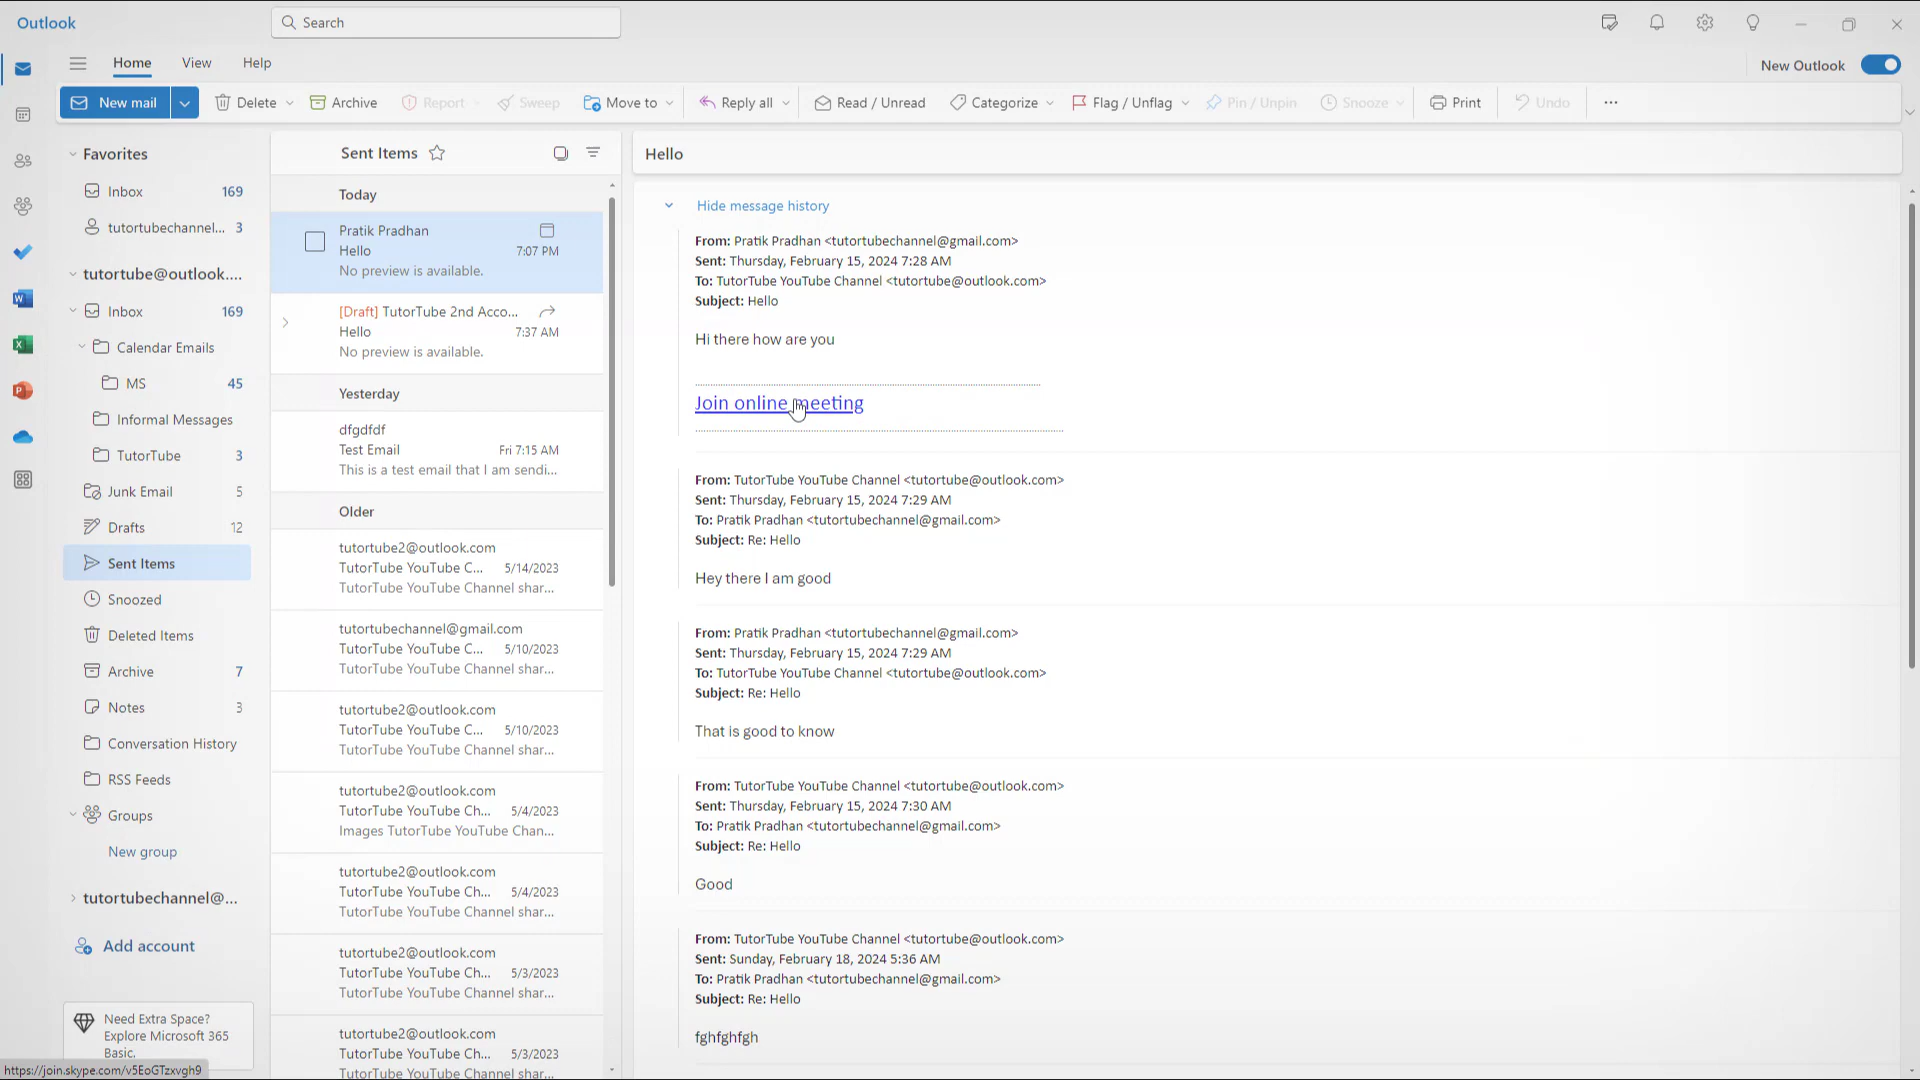 Outlook
Search
Home
View
Help
New Outlook
New mail
Delete
Archive
Report
Sweep
Move to
Reply all
Read / Unread
Categorize
Flag / Unflag
Pin / Unpin
Snooze
Print
Undo
Favorites
Inbox 169
tutortubechannel... 3
tutortube@outlook....
Inbox 169
Calendar Emails
MS 45
Informal Messages
TutorTube 3
Junk Email 5
Drafts 12
Sent Items
Snoozed
Deleted Items
Archive 7
Notes 3
Conversation History
RSS Feeds
Groups
New group
tutortubechannel@...
Add account
Need Extra Space?
Explore Microsoft 365
Basic.
https://join.skype.com/v5EoGTzxvgh9
Sent Items
Today
Pratik Pradhan
Hello 7:07 PM
No preview is available.
[Draft] TutorTube 2nd Acco...
Hello 7:37 AM
No preview is available.
Yesterday
dfgdfdf
Test Email Fri 7:15 AM
This is a test email that I am sendi...
Older
tutortube2@outlook.com
TutorTube YouTube C... 5/14/2023
TutorTube YouTube Channel shar...
tutortubechannel@gmail.com
TutorTube YouTube C... 5/10/2023
TutorTube YouTube Channel shar...
tutortube2@outlook.com
TutorTube YouTube C... 5/10/2023
TutorTube YouTube Channel shar...
tutortube2@outlook.com
TutorTube YouTube Ch... 5/4/2023
Images TutorTube YouTube Chan...
tutortube2@outlook.com
TutorTube YouTube Ch... 5/4/2023
TutorTube YouTube Channel shar...
tutortube2@outlook.com
TutorTube YouTube Ch... 5/3/2023
TutorTube YouTube Channel shar...
tutortube2@outlook.com
TutorTube YouTube Ch... 5/3/2023
TutorTube YouTube Channel shar...
Hello
Hide message history
From: Pratik Pradhan <tutortubechannel@gmail.com>
Sent: Thursday, February 15, 2024 7:28 AM
To: TutorTube YouTube Channel <tutortube@outlook.com>
Subject: Hello
Hi there how are you
Join online meeting
From: TutorTube YouTube Channel <tutortube@outlook.com>
Sent: Thursday, February 15, 2024 7:29 AM
To: Pratik Pradhan <tutortubechannel@gmail.com>
Subject: Re: Hello
Hey there I am good
From: Pratik Pradhan <tutortubechannel@gmail.com>
Sent: Thursday, February 15, 2024 7:29 AM
To: TutorTube YouTube Channel <tutortube@outlook.com>
Subject: Re: Hello
That is good to know
From: TutorTube YouTube Channel <tutortube@outlook.com>
Sent: Thursday, February 15, 2024 7:30 AM
To: Pratik Pradhan <tutortubechannel@gmail.com>
Subject: Re: Hello
Good
From: TutorTube YouTube Channel <tutortube@outlook.com>
Sent: Sunday, February 18, 2024 5:36 AM
To: Pratik Pradhan <tutortubechannel@gmail.com>
Subject: Re: Hello
fghfghfgh